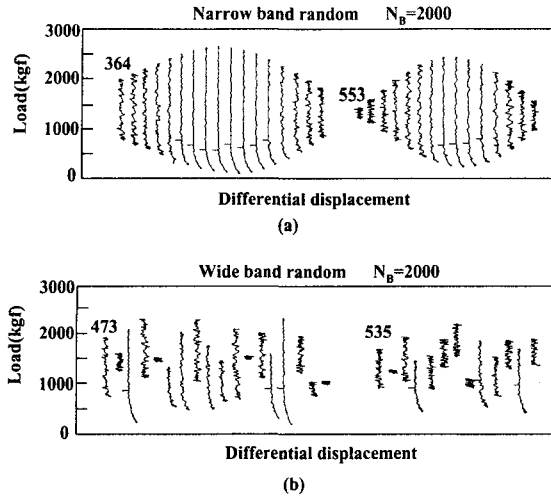 Narrow band random N_B=2000
Load(kgf)
3000
2000
1000
0
364
553
Differential displacement
(a)
Wide band random N_B=2000
Load(kgf)
3000
2000
1000
0
473
535
Differential displacement
(b)